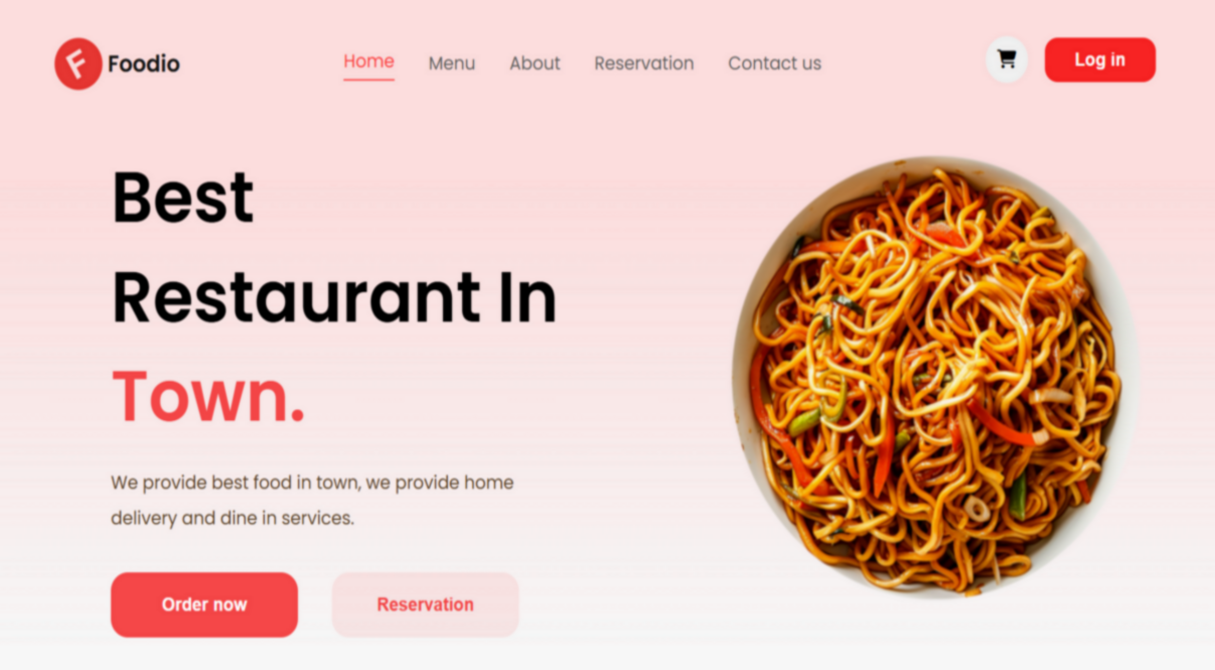 F Foodio
Home Menu About Reservation Contact us
Log in
Best
Restaurant In
Town.
We provide best food in town, we provide home
delivery and dine in services.
Order now
Reservation